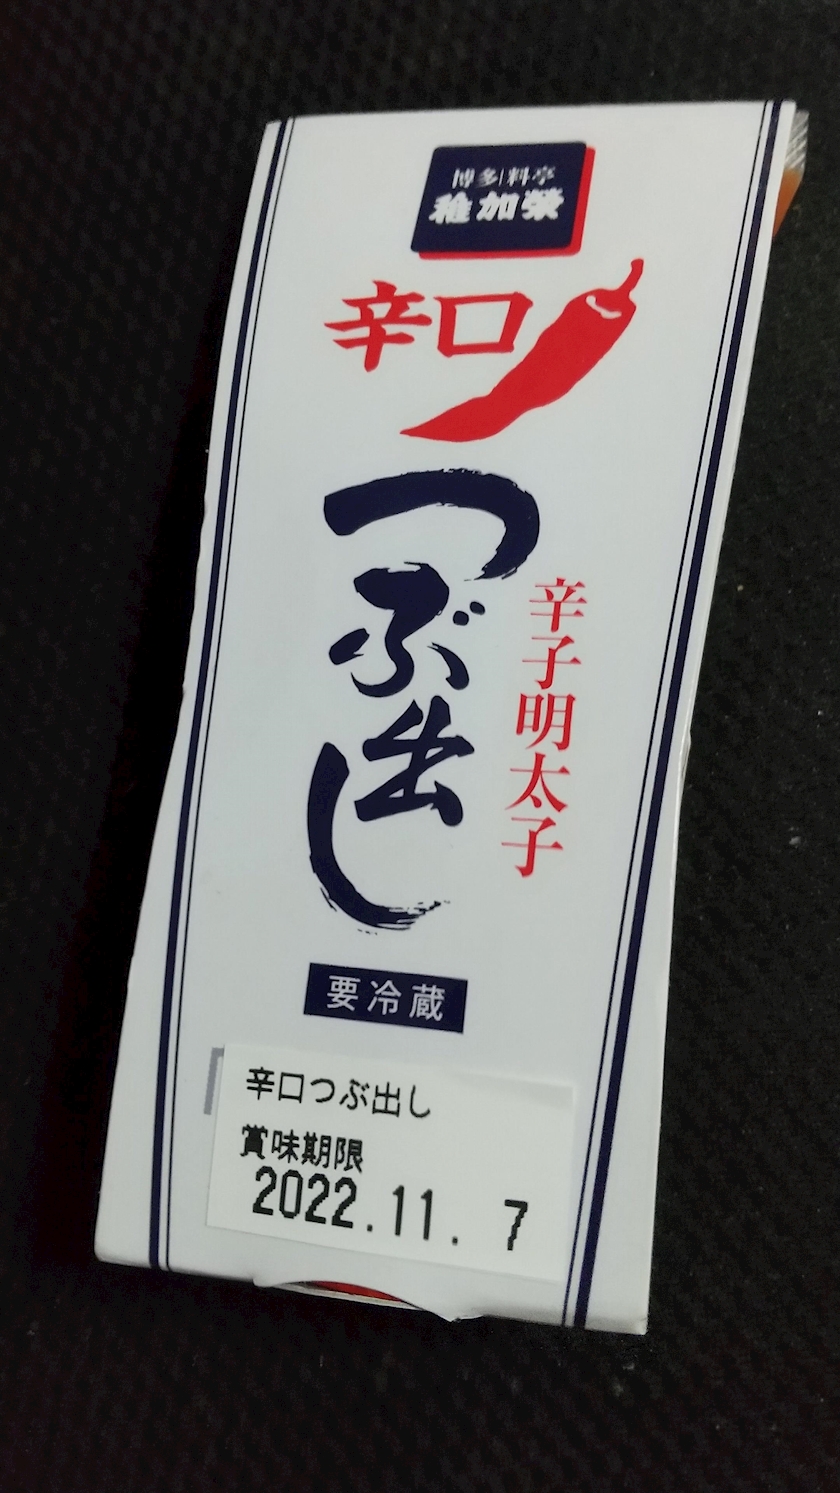 博多|料亭
稚加榮
辛口
つぶ出し
辛子明太子
要冷蔵
辛口つぶ出し
賞味期限
2022.11. 7